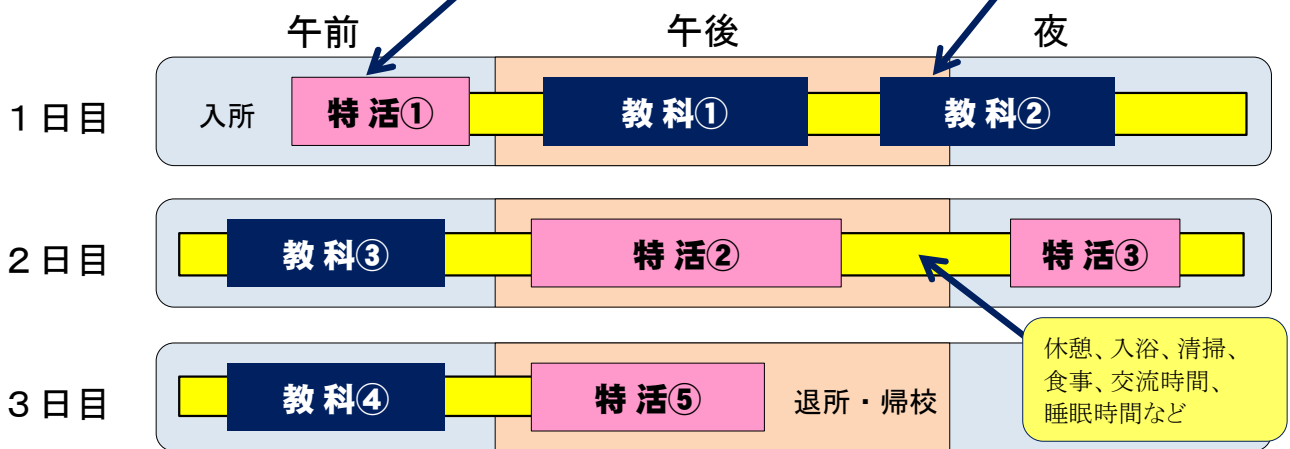 午前 午後 夜
1日目 入所 特活① 教科① 教科②
2日目 教科③ 特活② 特活③
3日目 教科④ 特活⑤ 退所・帰校
休憩、入浴、清掃、
食事、交流時間、
睡眠時間など